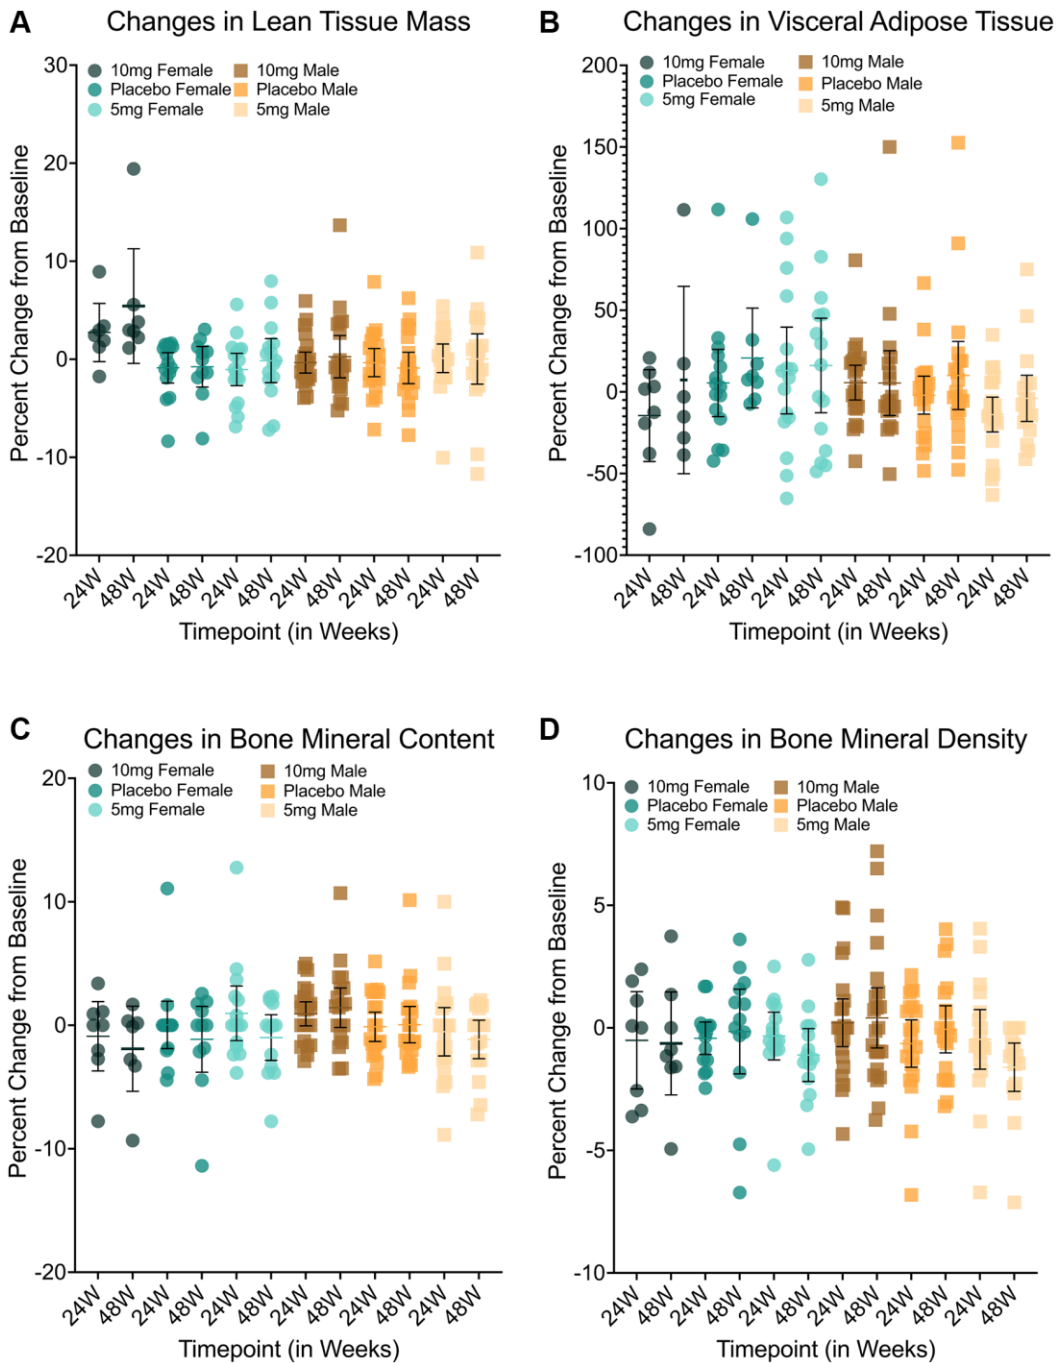 A
Changes in Lean Tissue Mass
10mg Female
10mg Male
Placebo Female
Placebo Male
5mg Female
5mg Male
Percent Change from Baseline
30
20
10
0
-10
-20
24W 48W 24W 48W 24W 48W 24W 48W 24W 48W 24W 48W
Timepoint (in Weeks)
B
Changes in Visceral Adipose Tissue
10mg Female
10mg Male
Placebo Female
Placebo Male
5mg Female
5mg Male
Percent Change from Baseline
200
150
100
50
0
-50
-100
24W 48W 24W 48W 24W 48W 24W 48W 24W 48W 24W 48W
Timepoint (in Weeks)
C
Changes in Bone Mineral Content
10mg Female
10mg Male
Placebo Female
Placebo Male
5mg Female
5mg Male
Percent Change from Baseline
20
10
0
-10
-20
24W 48W 24W 48W 24W 48W 24W 48W 24W 48W 24W 48W
Timepoint (in Weeks)
D
Changes in Bone Mineral Density
10mg Female
10mg Male
Placebo Female
Placebo Male
5mg Female
5mg Male
Percent Change from Baseline
10
5
0
-5
-10
24W 48W 24W 48W 24W 48W 24W 48W 24W 48W 24W 48W
Timepoint (in Weeks)